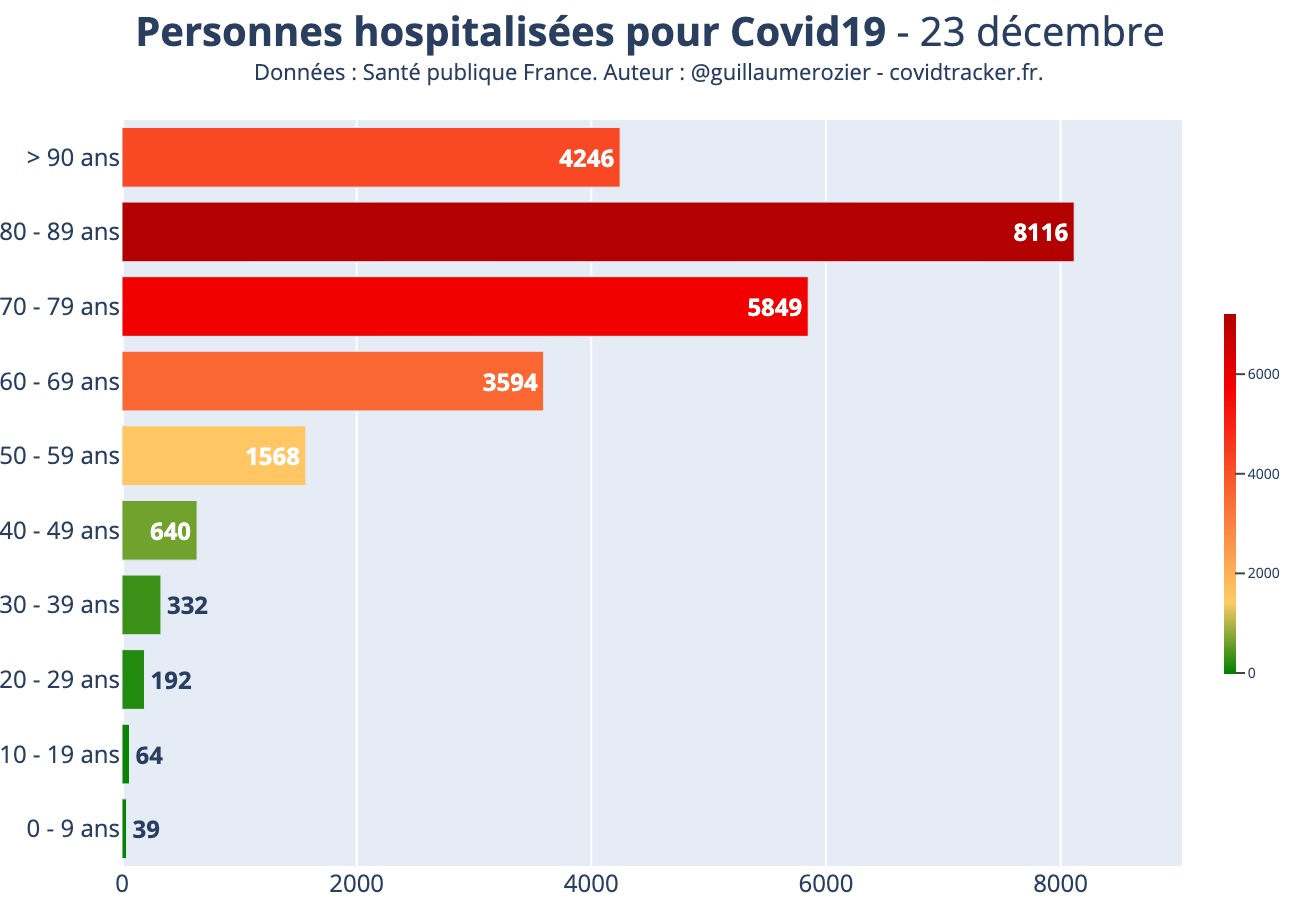 Personnes hospitalisées pour Covid19 - 23 décembre
Données : Santé publique France. Auteur : @guillaumerozier - covidtracker.fr.
> 90 ans 4246
80 - 89 ans 8116
70 - 79 ans 5849
60 - 69 ans 3594
50 - 59 ans 1568
40 - 49 ans 640
30 - 39 ans 332
20 - 29 ans 192
10 - 19 ans 64
0 - 9 ans 39
0 2000 4000 6000 8000
6000
4000
2000
0